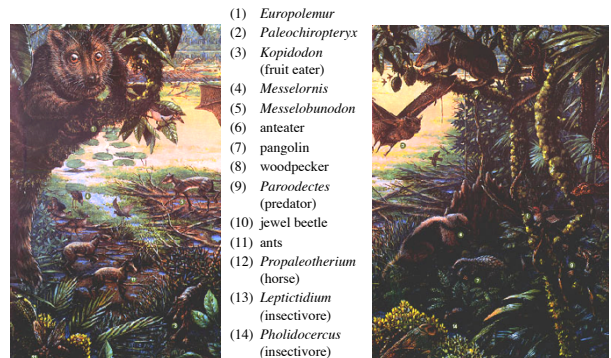 (1) Europolemur
(2) Paleochiropteryx
(3) Kopidodon
(fruit eater)
(4) Messelornis
(5) Messelobunodon
(6) anteater
(7) pangolin
(8) woodpecker
(9) Paroodectes
(predator)
(10) jewel beetle
(11) ants
(12) Propaleotherium
(horse)
(13) Leptictidium
(insectivore)
(14) Pholidocercus
(insectivore)